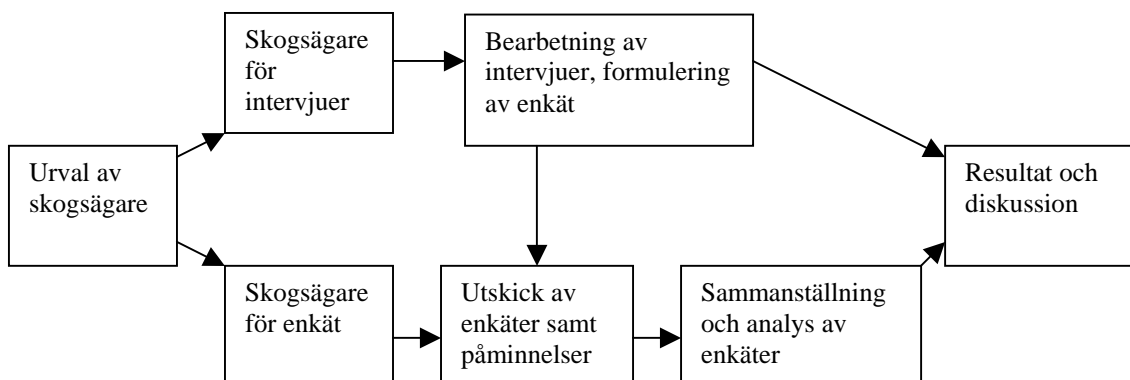 Urval av
skogsägare
Skogsägare
för
intervjuer
Bearbetning av
intervjuer, formulering
av enkät
Skogsägare
för enkät
Utskick av
enkäter samt
påminnelser
Sammanställning
och analys av
enkäter
Resultat och
diskussion